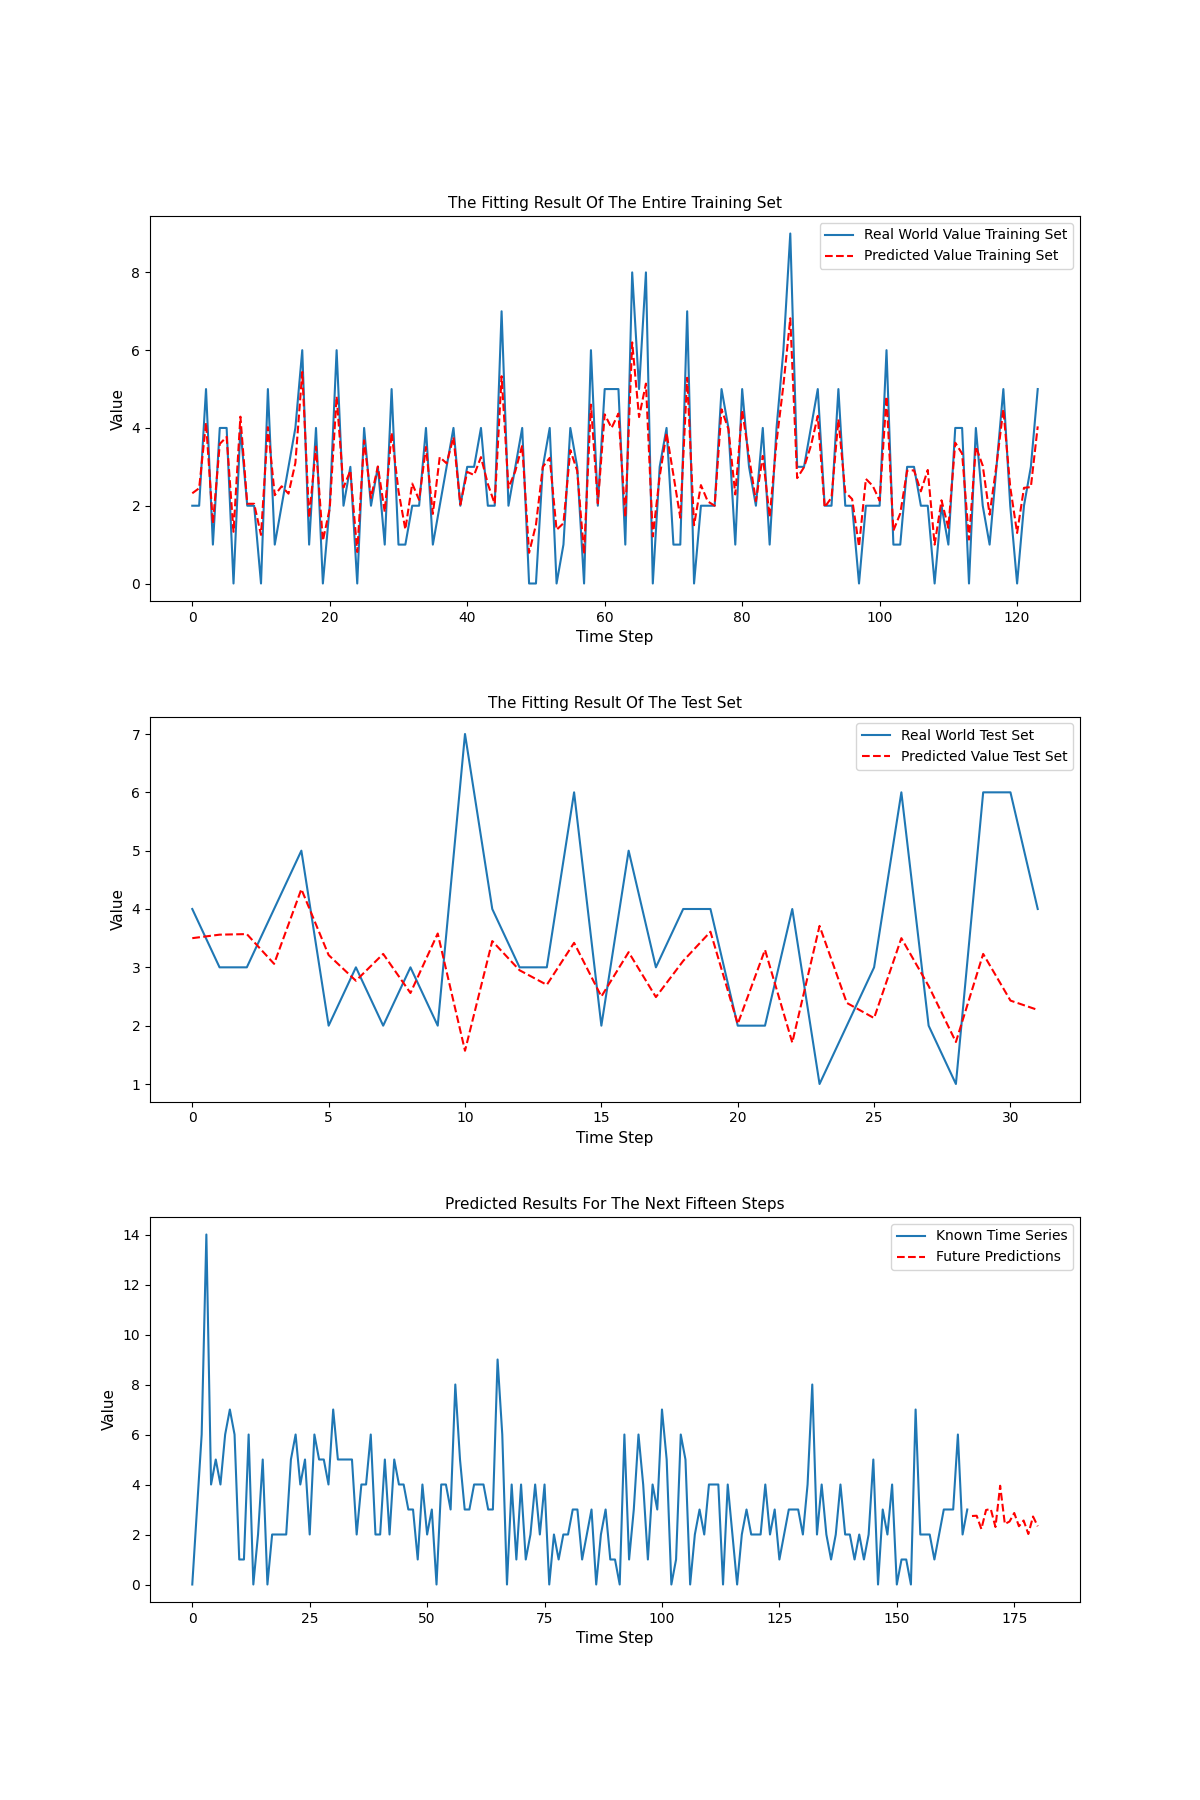 The Fitting Result Of The Entire Training Set
Real World Value Training Set
Predicted Value Training Set
Value
8
6
4
2
0
0 20 40 60 80 100 120
Time Step
The Fitting Result Of The Test Set
Real World Test Set
Predicted Value Test Set
Value
7
6
5
4
3
2
1
0 5 10 15 20 25 30
Time Step
Predicted Results For The Next Fifteen Steps
Known Time Series
Future Predictions
Value
14
12
10
8
6
4
2
0
0 25 50 75 100 125 150 175
Time Step